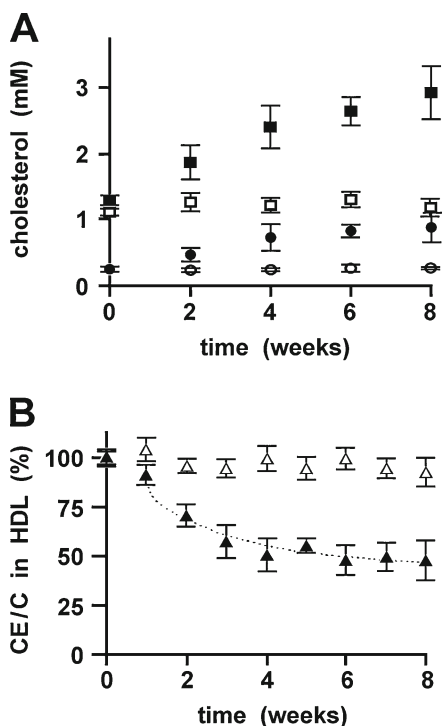 A
cholesterol (mM)
3
2
1
0
0 2 4 6 8
time (weeks)
B
CE/C in HDL (%)
100
75
50
25
0
0 2 4 6 8
time (weeks)